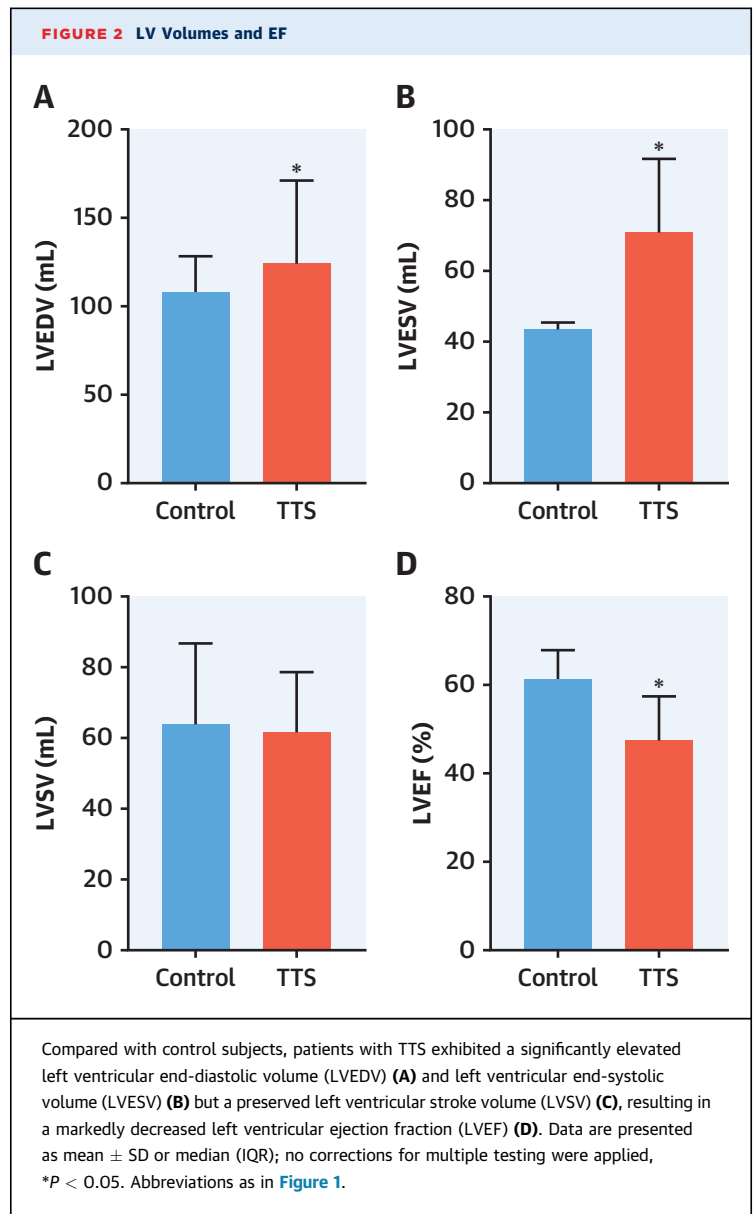 FIGURE 2 LV Volumes and EF
A
200
150
100
50
0
LVEDV (mL)
*
Control TTS
B
100
80
60
40
20
0
LVESV (mL)
*
Control TTS
C
100
80
60
40
20
0
LVSV (mL)
Control TTS
D
80
60
40
20
0
LVEF (%)
*
Control TTS
Compared with control subjects, patients with TTS exhibited a significantly elevated
left ventricular end-diastolic volume (LVEDV) (A) and left ventricular end-systolic
volume (LVESV) (B) but a preserved left ventricular stroke volume (LVSV) (C), resulting in
a markedly decreased left ventricular ejection fraction (LVEF) (D). Data are presented
as mean ± SD or median (IQR); no corrections for multiple testing were applied,
*P < 0.05. Abbreviations as in Figure 1.